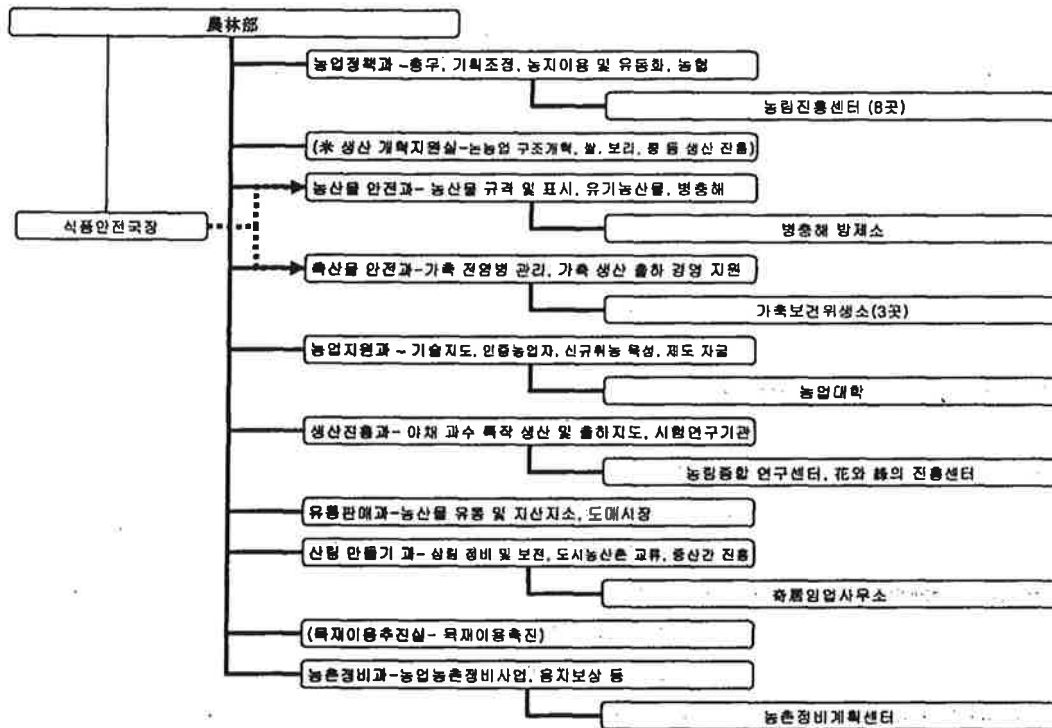 農林部
농업정책과 -총무, 기획조정, 농지이용 및 유동화, 농협
농림진흥센터 (8곳)
(米 생산 개혁지원실-논농업 구조개혁, 쌀, 보리, 콩 등 생산 진흥)
농산물 안전과- 농산물 규격 및 표시, 유기농산물, 병충해
식품안전국장
병충해 방제소
축산물 안전과-가축 전염병 관리, 가축 생산 출하 경영 지원
가축보건위생소(3곳)
농업지원과 ~ 기술지도, 인증농업자, 신규취농 육성, 제도 자금
농업대학
생산진흥과- 야채 과수 특작 생산 및 출하지도, 시험연구기관
농림종합 연구센터, 花와 綠의 진흥센터
유통판매과-농산물 유통 및 지산지소, 도매시장
산림 만들기 과- 삼림 정비 및 보전, 도시농산촌 교류, 중산간 진흥
임업사무소
(목재이용추진실- 목재이용촉진)
농촌정비과-농업농촌정비사업, 용지보상 등
농촌정비계획센터